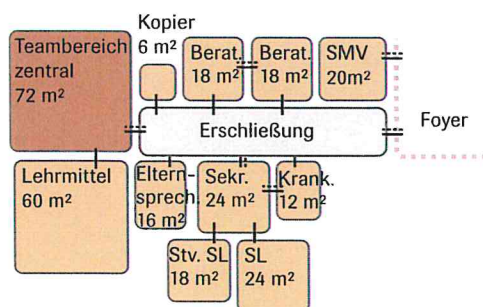 Kopier
6 m²
Teambereich
zentral
72 m²
Berat.
18 m²
Berat.
18 m²
SMV
20m²
Erschließung
Foyer
Lehrmittel
60 m²
Eltern-
sprech.
16 m²
Sekr.
24 m²
Krank.
12 m²
Stv. SL
18 m²
SL
24 m²